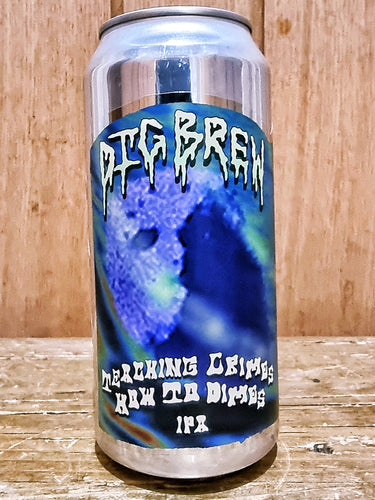 DIG BREW
TEACHING CRIMES
HOW TO DIMES
IPA